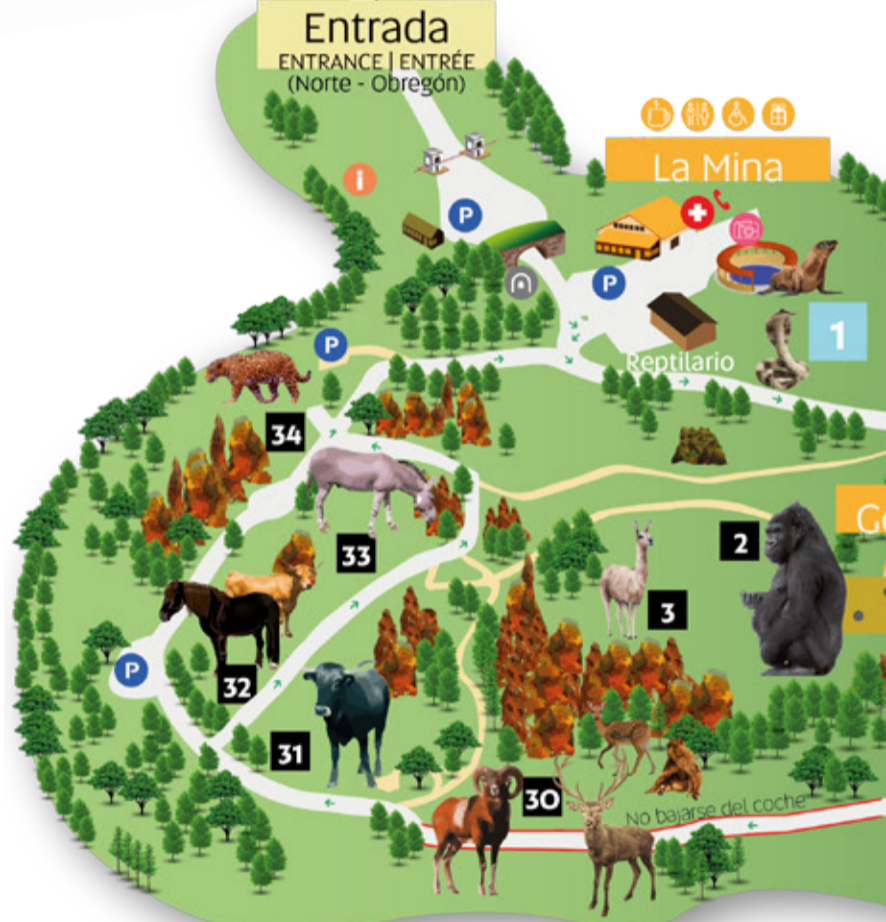 Entrada
ENTRANCE | ENTRÉE
(Norte - Obregón)
La Mina
i
P
P
Reptilario
1
P
34
33
2
3
P
32
31
30
No bajarse del coche